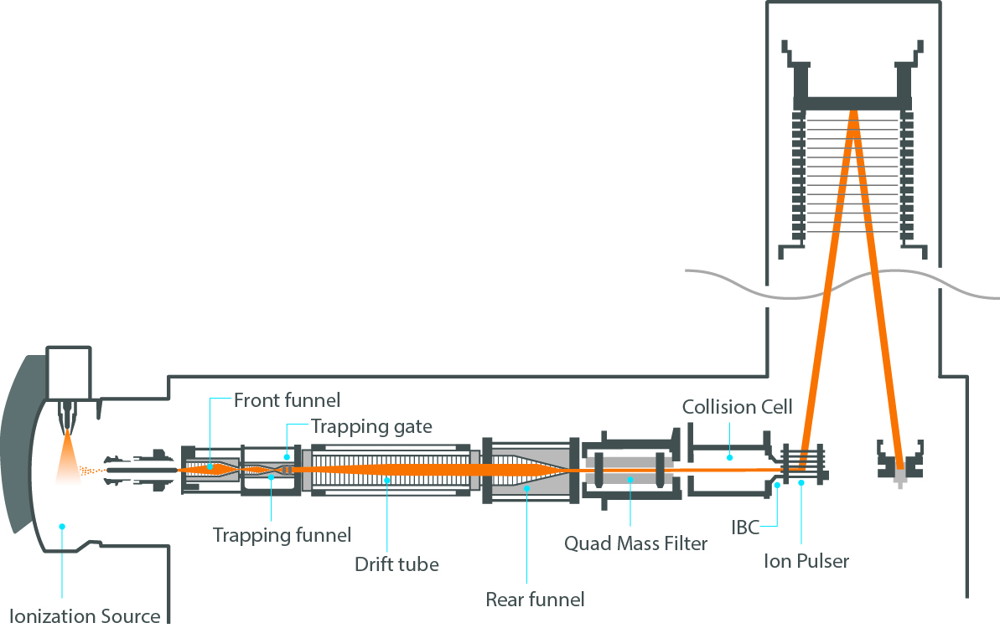 Front funnel
Trapping gate
Collision Cell
Trapping funnel
Drift tube
Rear funnel
Quad Mass Filter
IBC
Ion Pulser
Ionization Source